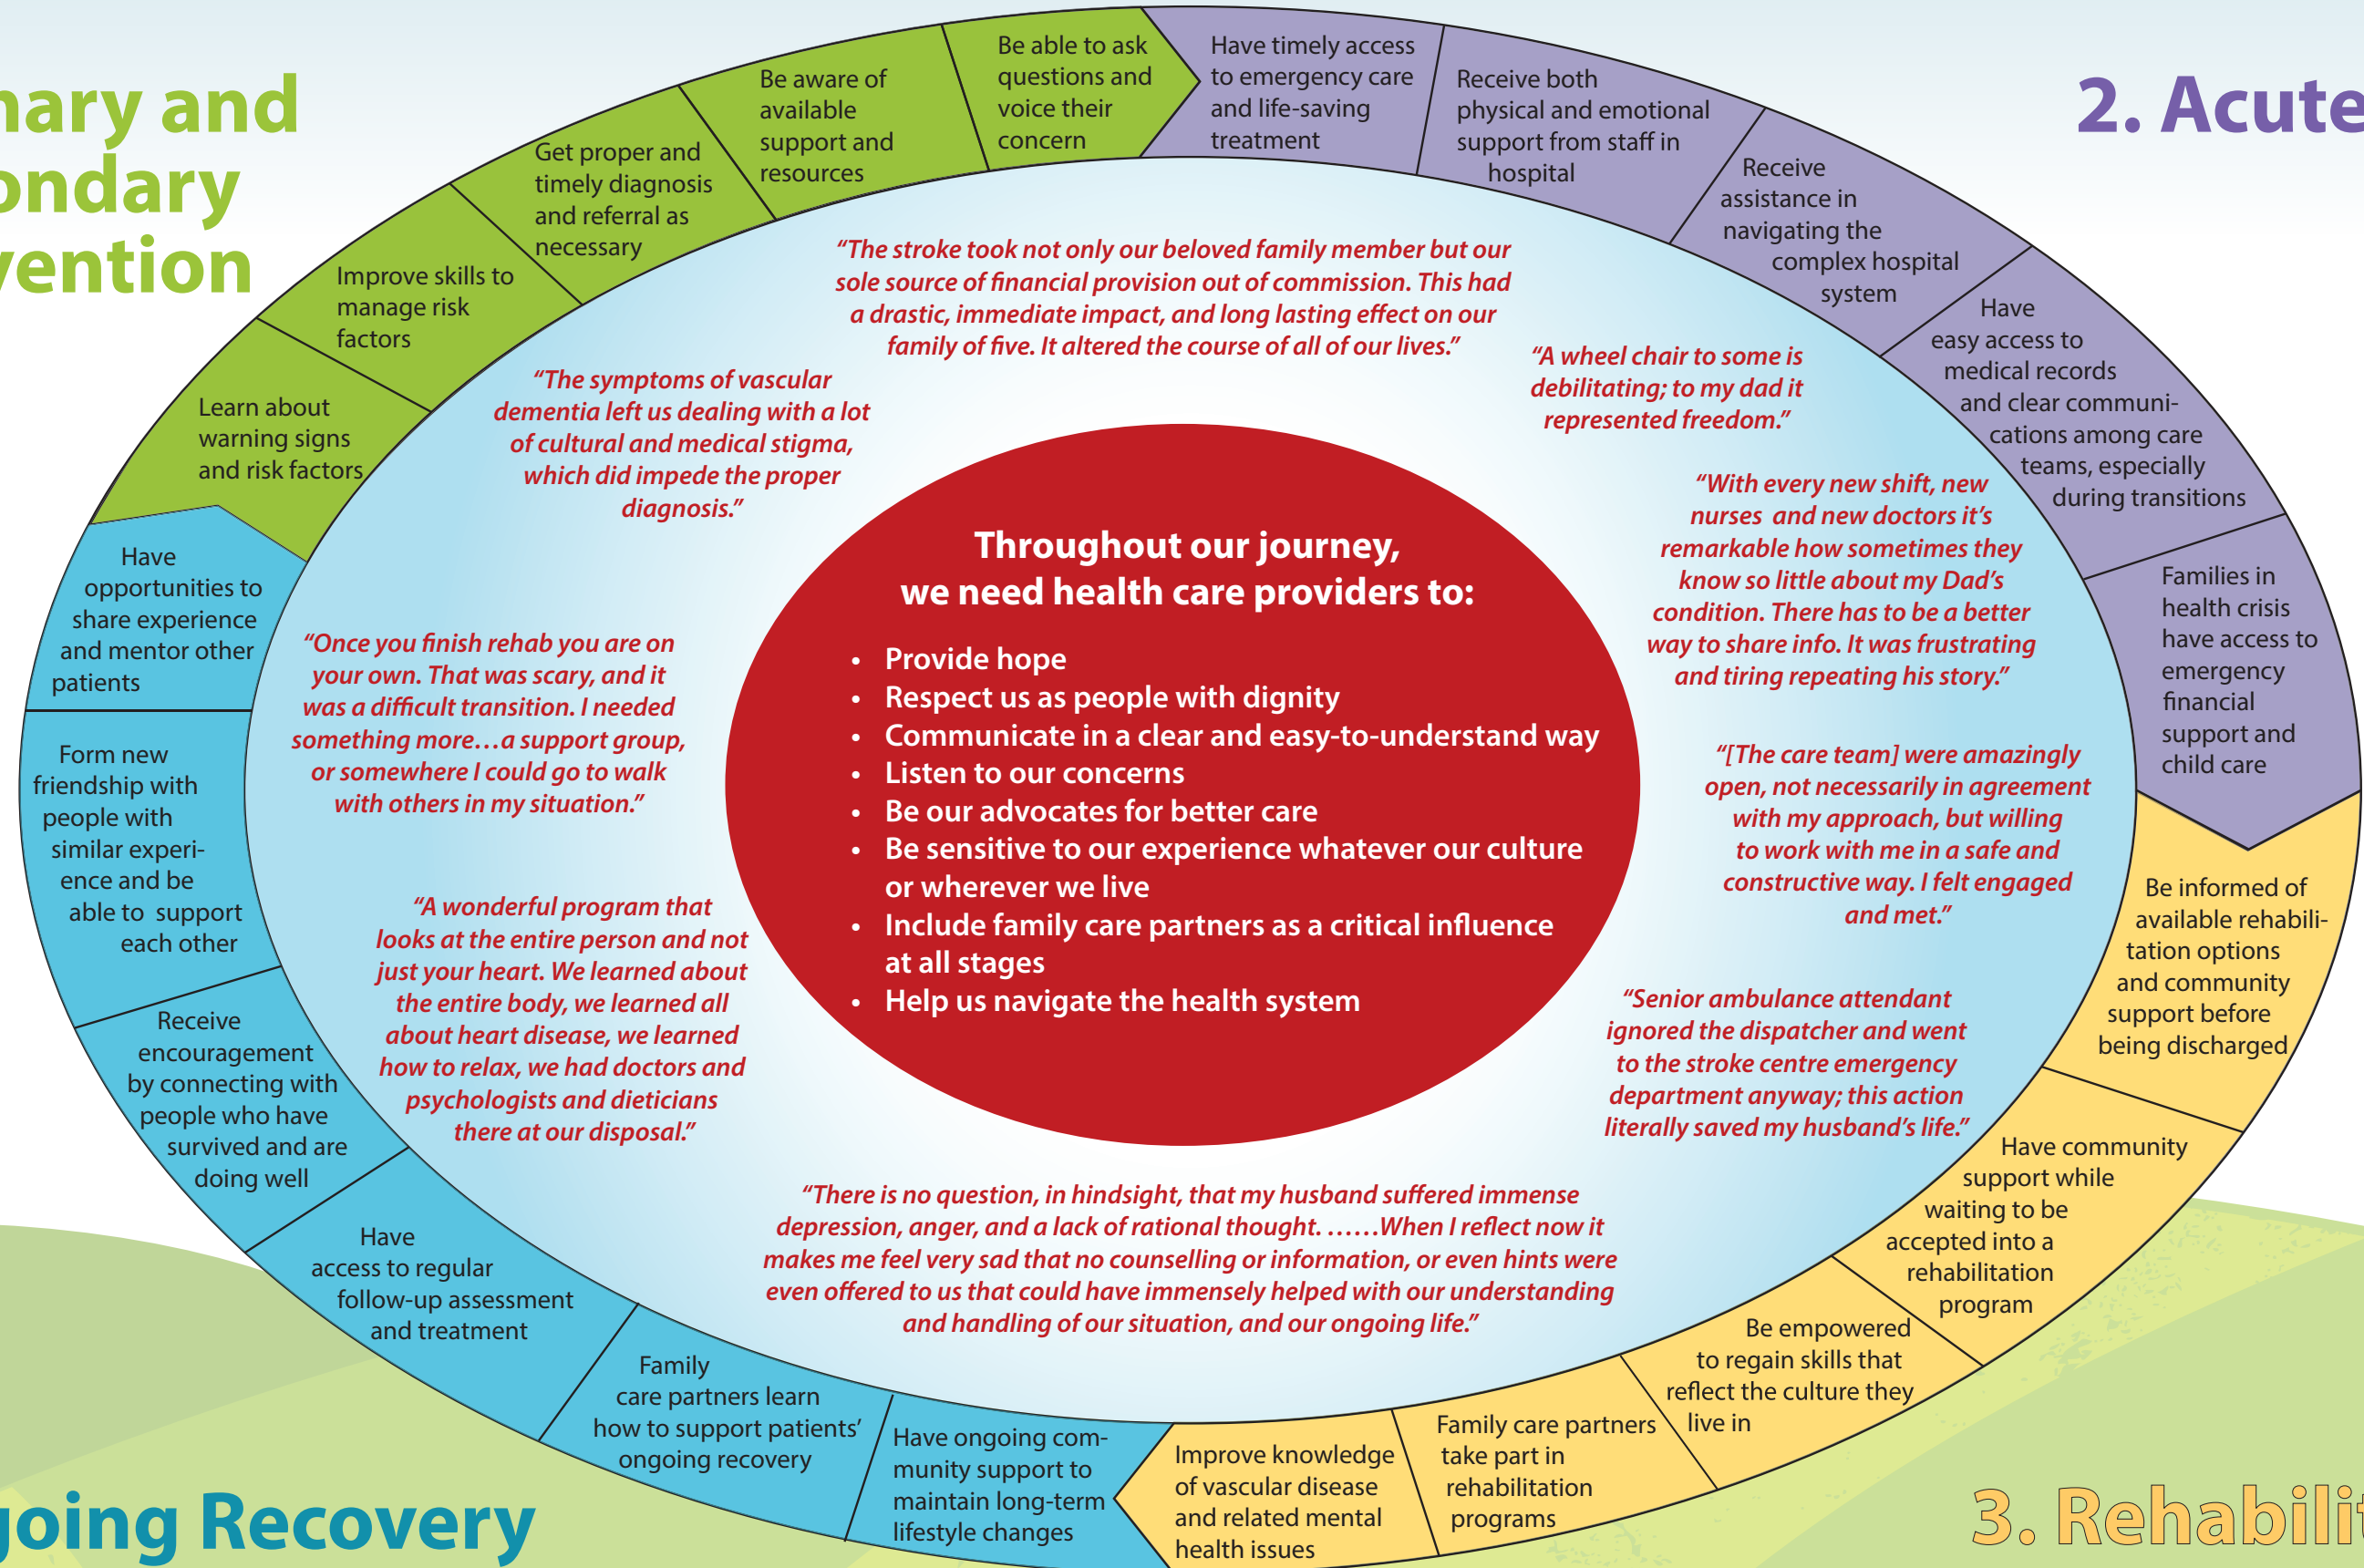 nary and
ondary
vention
2. Acute
Learn about
warning signs
and risk factors
Improve skills to
manage risk
factors
Get proper and
timely diagnosis
and referral as
necessary
Be aware of
available
support and
resources
Be able to ask
questions and
voice their
concern
Have timely access
to emergency care
and life-saving
treatment
Receive both
physical and emotional
support from staff in
hospital
Receive
assistance in
navigating the
complex hospital
system
Have
easy access to
medical records
and clear communi-
cations among care
teams, especially
during transitions
Families in
health crisis
have access to
emergency
financial
support and
child care
Be informed of
available rehabili-
tation options
and community
support before
being discharged
Have community
support while
waiting to be
accepted into a
rehabilitation
program
Be empowered
to regain skills that
reflect the culture they
live in
Family care partners
take part in
rehabilitation
programs
Improve knowledge
of vascular disease
and related mental
health issues
Have ongoing com-
munity support to
maintain long-term
lifestyle changes
Family
care partners learn
how to support patients’
ongoing recovery
Have
access to regular
follow-up assessment
and treatment
Receive
encouragement
by connecting with
people who have
survived and are
doing well
Form new
friendship with
people with
similar experi-
ence and be
able to support
each other
Have
opportunities to
share experience
and mentor other
patients
“The stroke took not only our beloved family member but our
sole source of financial provision out of commission. This had
a drastic, immediate impact, and long lasting effect on our
family of five. It altered the course of all of our lives.”
“A wheel chair to some is
debilitating; to my dad it
represented freedom.”
“The symptoms of vascular
dementia left us dealing with a lot
of cultural and medical stigma,
which did impede the proper
diagnosis.”
“With every new shift, new
nurses and new doctors it’s
remarkable how sometimes they
know so little about my Dad’s
condition. There has to be a better
way to share info. It was frustrating
and tiring repeating his story.”
“Once you finish rehab you are on
your own. That was scary, and it
was a difficult transition. I needed
something more…a support group,
or somewhere I could go to walk
with others in my situation.”
“[The care team] were amazingly
open, not necessarily in agreement
with my approach, but willing
to work with me in a safe and
constructive way. I felt engaged
and met.”
“A wonderful program that
looks at the entire person and not
just your heart. We learned about
the entire body, we learned all
about heart disease, we learned
how to relax, we had doctors and
psychologists and dieticians
there at our disposal.”
“Senior ambulance attendant
ignored the dispatcher and went
to the stroke centre emergency
department anyway; this action
literally saved my husband’s life.”
“There is no question, in hindsight, that my husband suffered immense
depression, anger, and a lack of rational thought. ……When I reflect now it
makes me feel very sad that no counselling or information, or even hints were
even offered to us that could have immensely helped with our understanding
and handling of our situation, and our ongoing life.”
Throughout our journey,
we need health care providers to:
• Provide hope
• Respect us as people with dignity
• Communicate in a clear and easy-to-understand way
• Listen to our concerns
• Be our advocates for better care
• Be sensitive to our experience whatever our culture
or wherever we live
• Include family care partners as a critical influence
at all stages
• Help us navigate the health system
going Recovery
3. Rehabilit